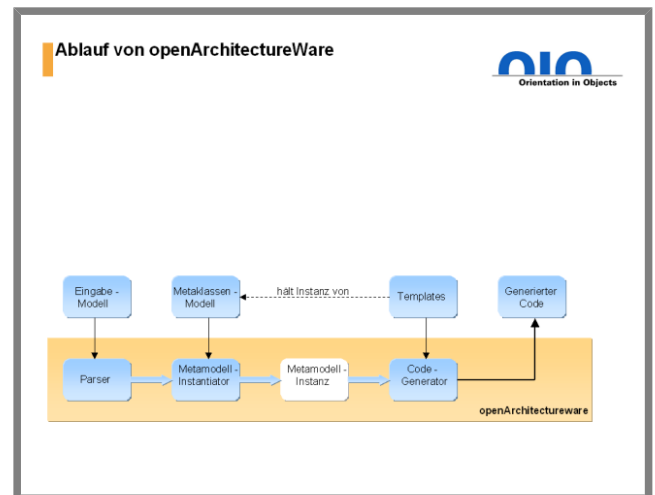 Ablauf von openArchitectureWare
Orientation in Objects
Eingabe -
Modell
Metaklassen -
Modell
hält Instanz von
Templates
Generierter
Code
Parser
Metamodell -
Instantiator
Metamodell -
Instanz
Code -
Generator
openArchitectureware